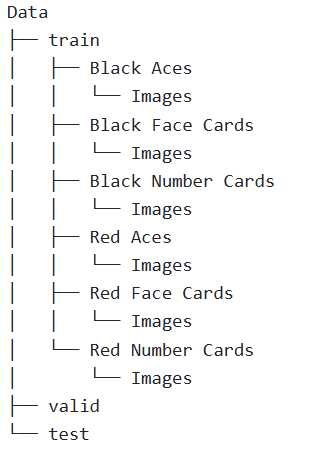 Data
├── train
│   ├── Black Aces
│   │   └── Images
│   ├── Black Face Cards
│   │   └── Images
│   ├── Black Number Cards
│   │   └── Images
│   ├── Red Aces
│   │   └── Images
│   ├── Red Face Cards
│   │   └── Images
│   └── Red Number Cards
│       └── Images
├── valid
└── test